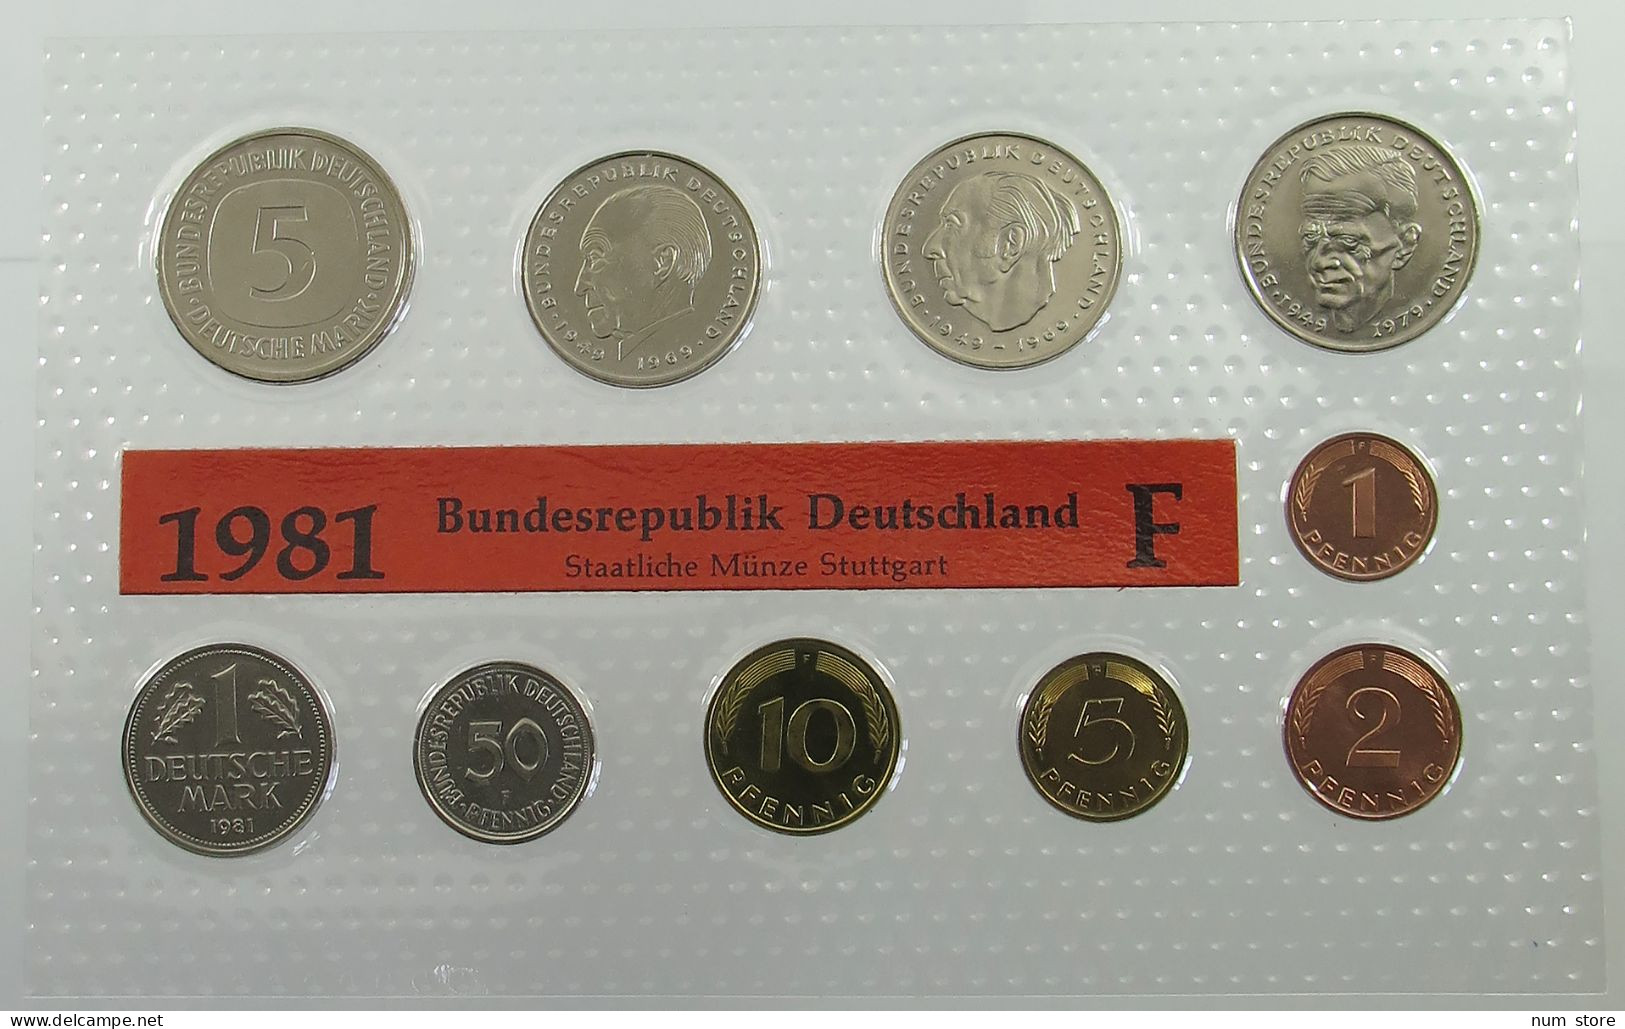 BUNDESREPUBLIK DEUTSCHLAND
5
DEUTSCHE MARK
BUNDESREPUBLIK DEUTSCHLAND
1949 1969
BUNDESREPUBLIK DEUTSCHLAND
1949 - 1969
BUNDESREPUBLIK DEUTSCHLAND
1949 1979
1981 Bundesrepublik Deutschland F
Staatliche Münze Stuttgart
F
1
PFENNIG
1
DEUTSCHE
MARK
1981
BUNDESREPUBLIK DEUTSCHLAND
50
F
PFENNIG
F
10
PFENNIG
F
5
PFENNIG
F
2
PFENNIG
www.delcampe.net
num store